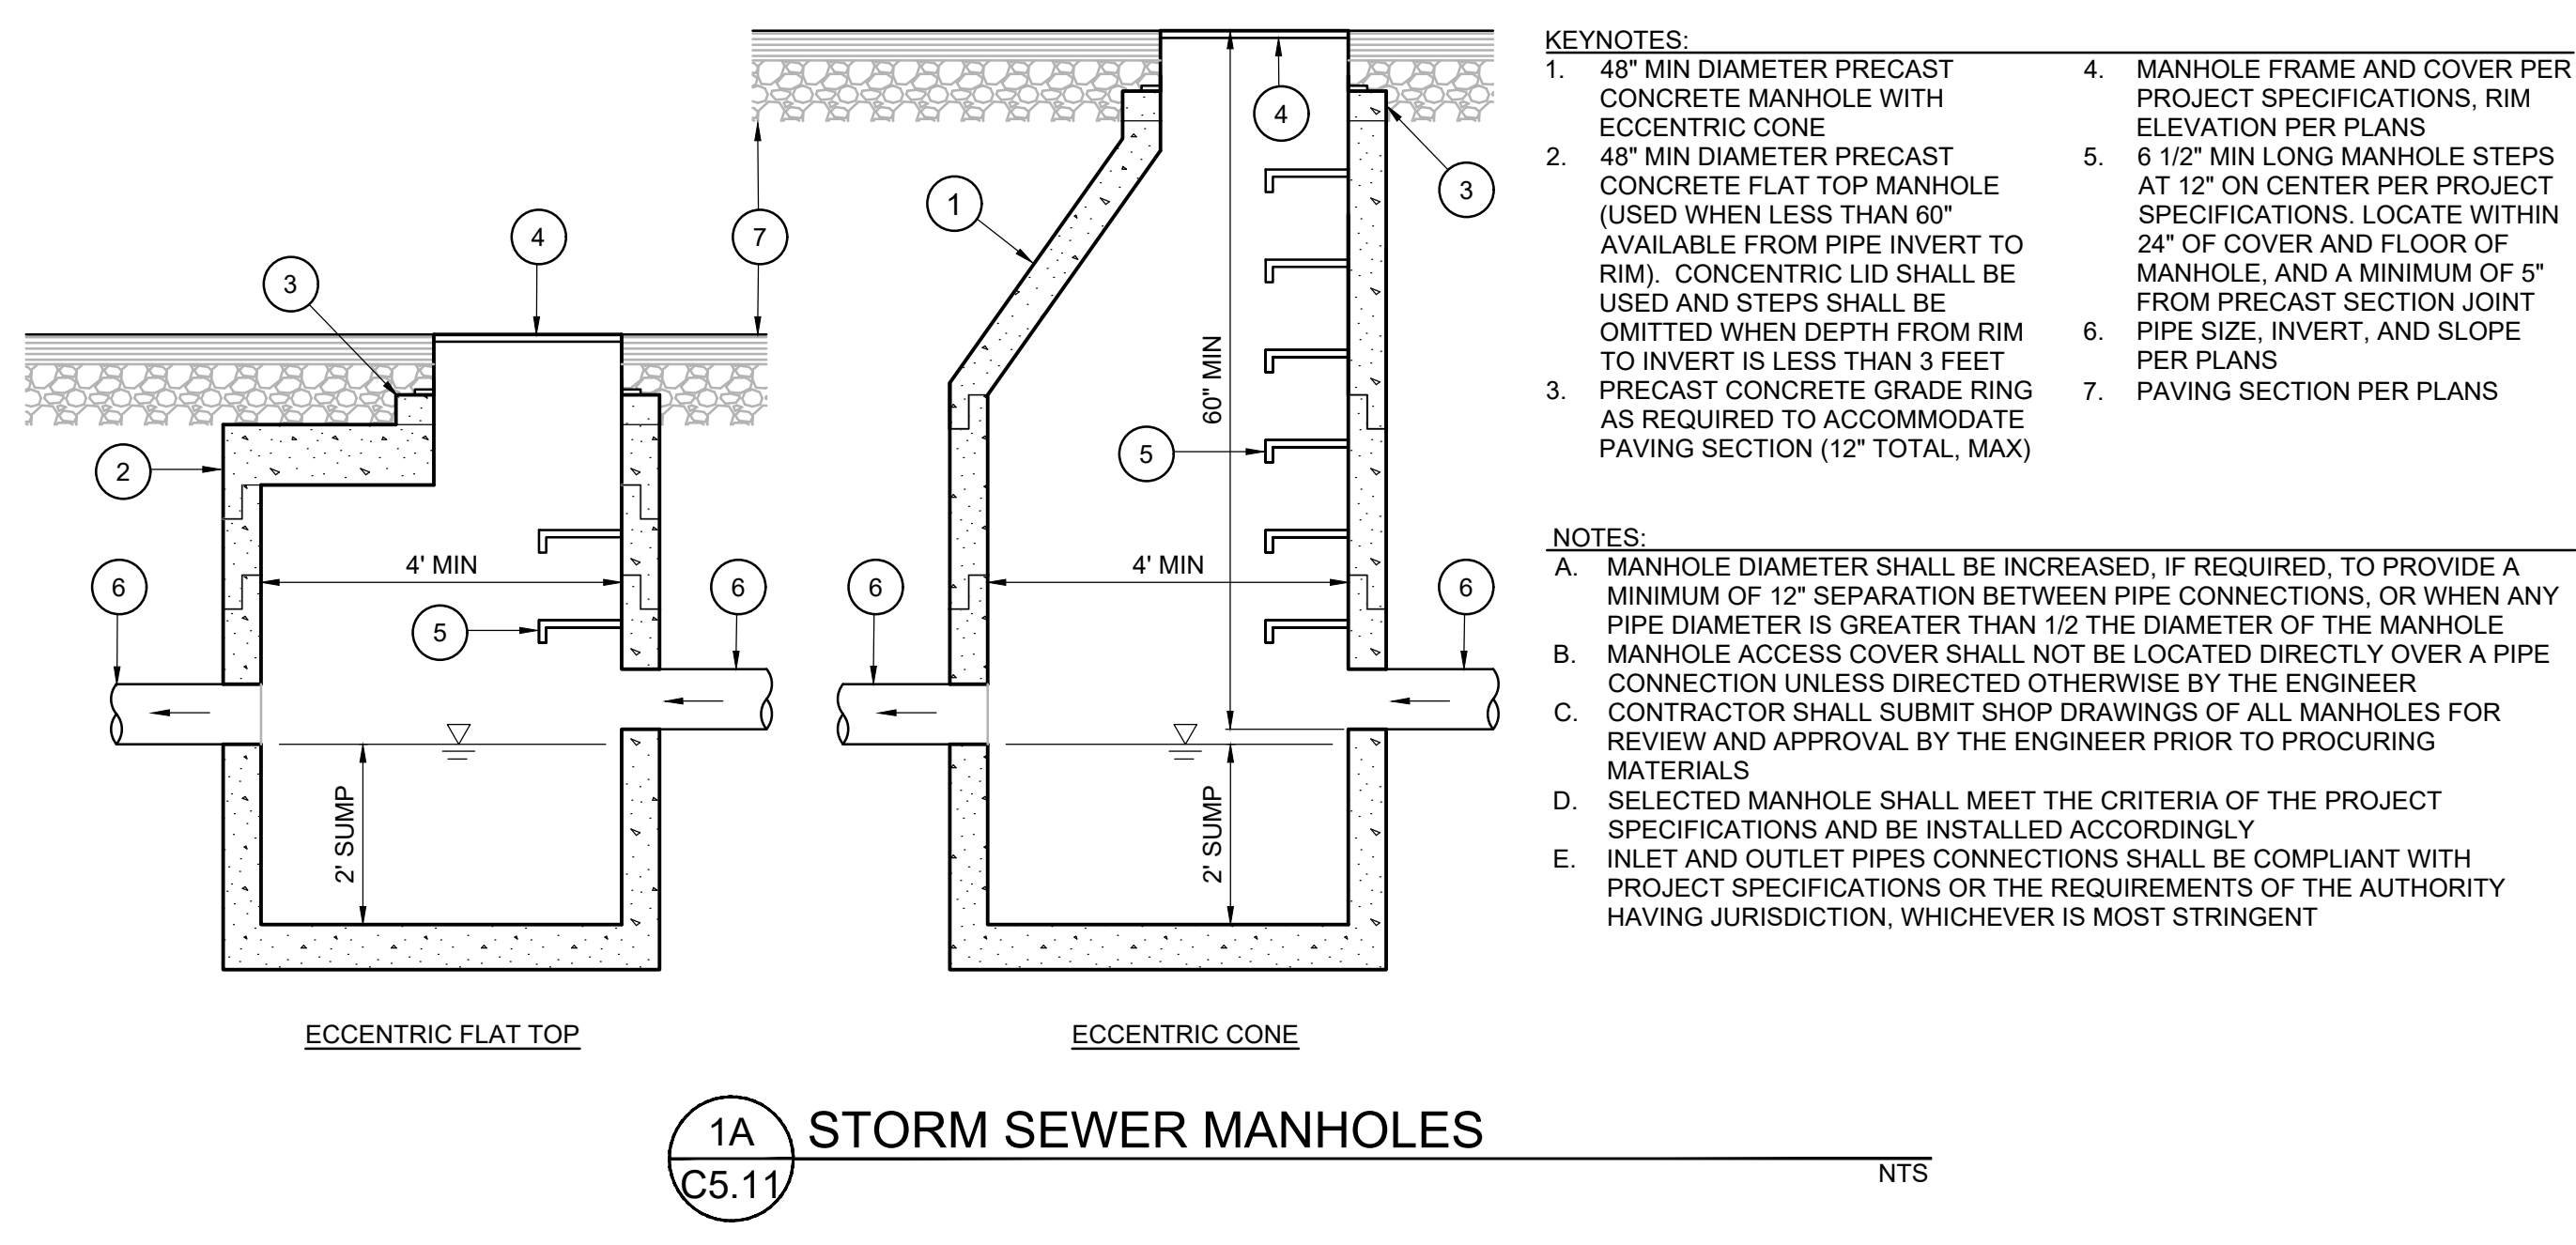 4
3
1
4
7
3
2
60" MIN
5
4' MIN
4' MIN
6
6
6
6
5
2' SUMP
2' SUMP
ECCENTRIC FLAT TOP
ECCENTRIC CONE
KEYNOTES:
1. 48" MIN DIAMETER PRECAST
CONCRETE MANHOLE WITH
ECCENTRIC CONE
2. 48" MIN DIAMETER PRECAST
CONCRETE FLAT TOP MANHOLE
(USED WHEN LESS THAN 60"
AVAILABLE FROM PIPE INVERT TO
RIM). CONCENTRIC LID SHALL BE
USED AND STEPS SHALL BE
OMITTED WHEN DEPTH FROM RIM
TO INVERT IS LESS THAN 3 FEET
3. PRECAST CONCRETE GRADE RING
AS REQUIRED TO ACCOMMODATE
PAVING SECTION (12" TOTAL, MAX)
4. MANHOLE FRAME AND COVER PER
PROJECT SPECIFICATIONS, RIM
ELEVATION PER PLANS
5. 6 1/2" MIN LONG MANHOLE STEPS
AT 12" ON CENTER PER PROJECT
SPECIFICATIONS. LOCATE WITHIN
24" OF COVER AND FLOOR OF
MANHOLE, AND A MINIMUM OF 5"
FROM PRECAST SECTION JOINT
6. PIPE SIZE, INVERT, AND SLOPE
PER PLANS
7. PAVING SECTION PER PLANS
NOTES:
A. MANHOLE DIAMETER SHALL BE INCREASED, IF REQUIRED, TO PROVIDE A
MINIMUM OF 12" SEPARATION BETWEEN PIPE CONNECTIONS, OR WHEN ANY
PIPE DIAMETER IS GREATER THAN 1/2 THE DIAMETER OF THE MANHOLE
B. MANHOLE ACCESS COVER SHALL NOT BE LOCATED DIRECTLY OVER A PIPE
CONNECTION UNLESS DIRECTED OTHERWISE BY THE ENGINEER
C. CONTRACTOR SHALL SUBMIT SHOP DRAWINGS OF ALL MANHOLES FOR
REVIEW AND APPROVAL BY THE ENGINEER PRIOR TO PROCURING
MATERIALS
D. SELECTED MANHOLE SHALL MEET THE CRITERIA OF THE PROJECT
SPECIFICATIONS AND BE INSTALLED ACCORDINGLY
E. INLET AND OUTLET PIPES CONNECTIONS SHALL BE COMPLIANT WITH
PROJECT SPECIFICATIONS OR THE REQUIREMENTS OF THE AUTHORITY
HAVING JURISDICTION, WHICHEVER IS MOST STRINGENT
1A
C5.11
STORM SEWER MANHOLES
NTS